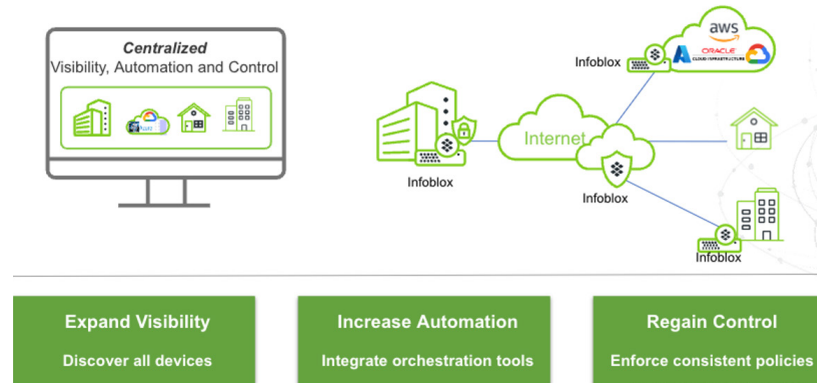 Centralized
Visibility, Automation and Control
aws
ORACLE
CLOUD INFRASTRUCTURE
Infoblox
Internet
Infoblox
Infoblox
Infoblox
Expand Visibility
Discover all devices
Increase Automation
Integrate orchestration tools
Regain Control
Enforce consistent policies